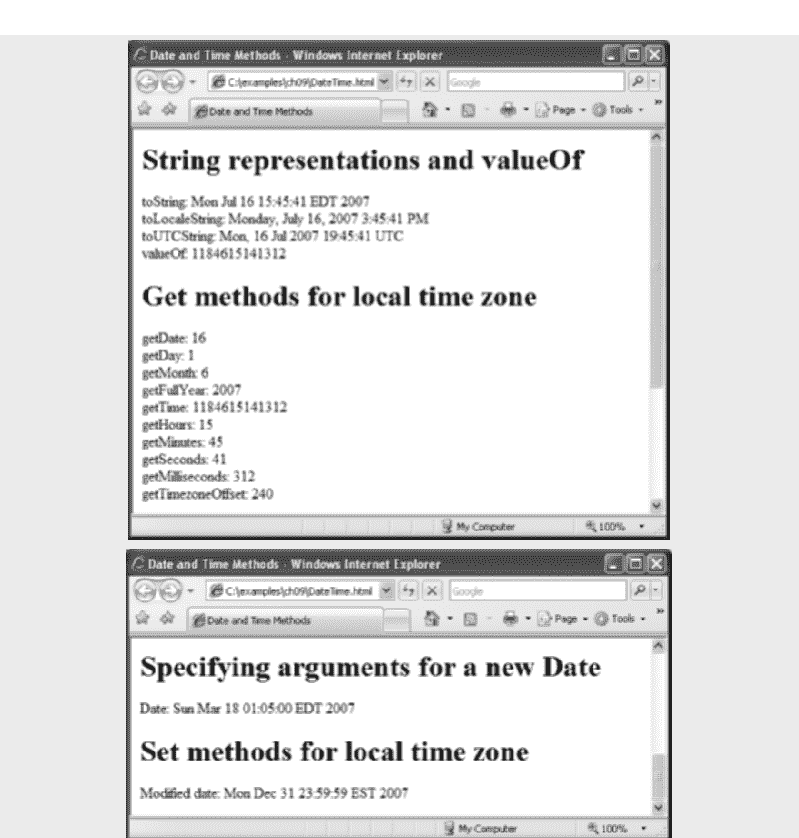 Date and Time Methods - Windows Internet Explorer
C:\examples\ch09\DateTime.html
Google
Date and Time Methods
Page
Tools
»
String representations and valueOf
toString: Mon Jul 16 15:45:41 EDT 2007
toLocaleString: Monday, July 16, 2007 3:45:41 PM
toUTCString: Mon, 16 Jul 2007 19:45:41 UTC
valueOf: 1184615141312
Get methods for local time zone
getDate: 16
getDay: 1
getMonth: 6
getFullYear: 2007
getTime: 1184615141312
getHours: 15
getMinutes: 45
getSeconds: 41
getMilliseconds: 312
getTimezoneOffset: 240
My Computer
100%
Date and Time Methods - Windows Internet Explorer
C:\examples\ch09\DateTime.html
Google
Date and Time Methods
Page
Tools
»
Specifying arguments for a new Date
Date: Sun Mar 18 01:05:00 EDT 2007
Set methods for local time zone
Modified date: Mon Dec 31 23:59:59 EST 2007
My Computer
100%